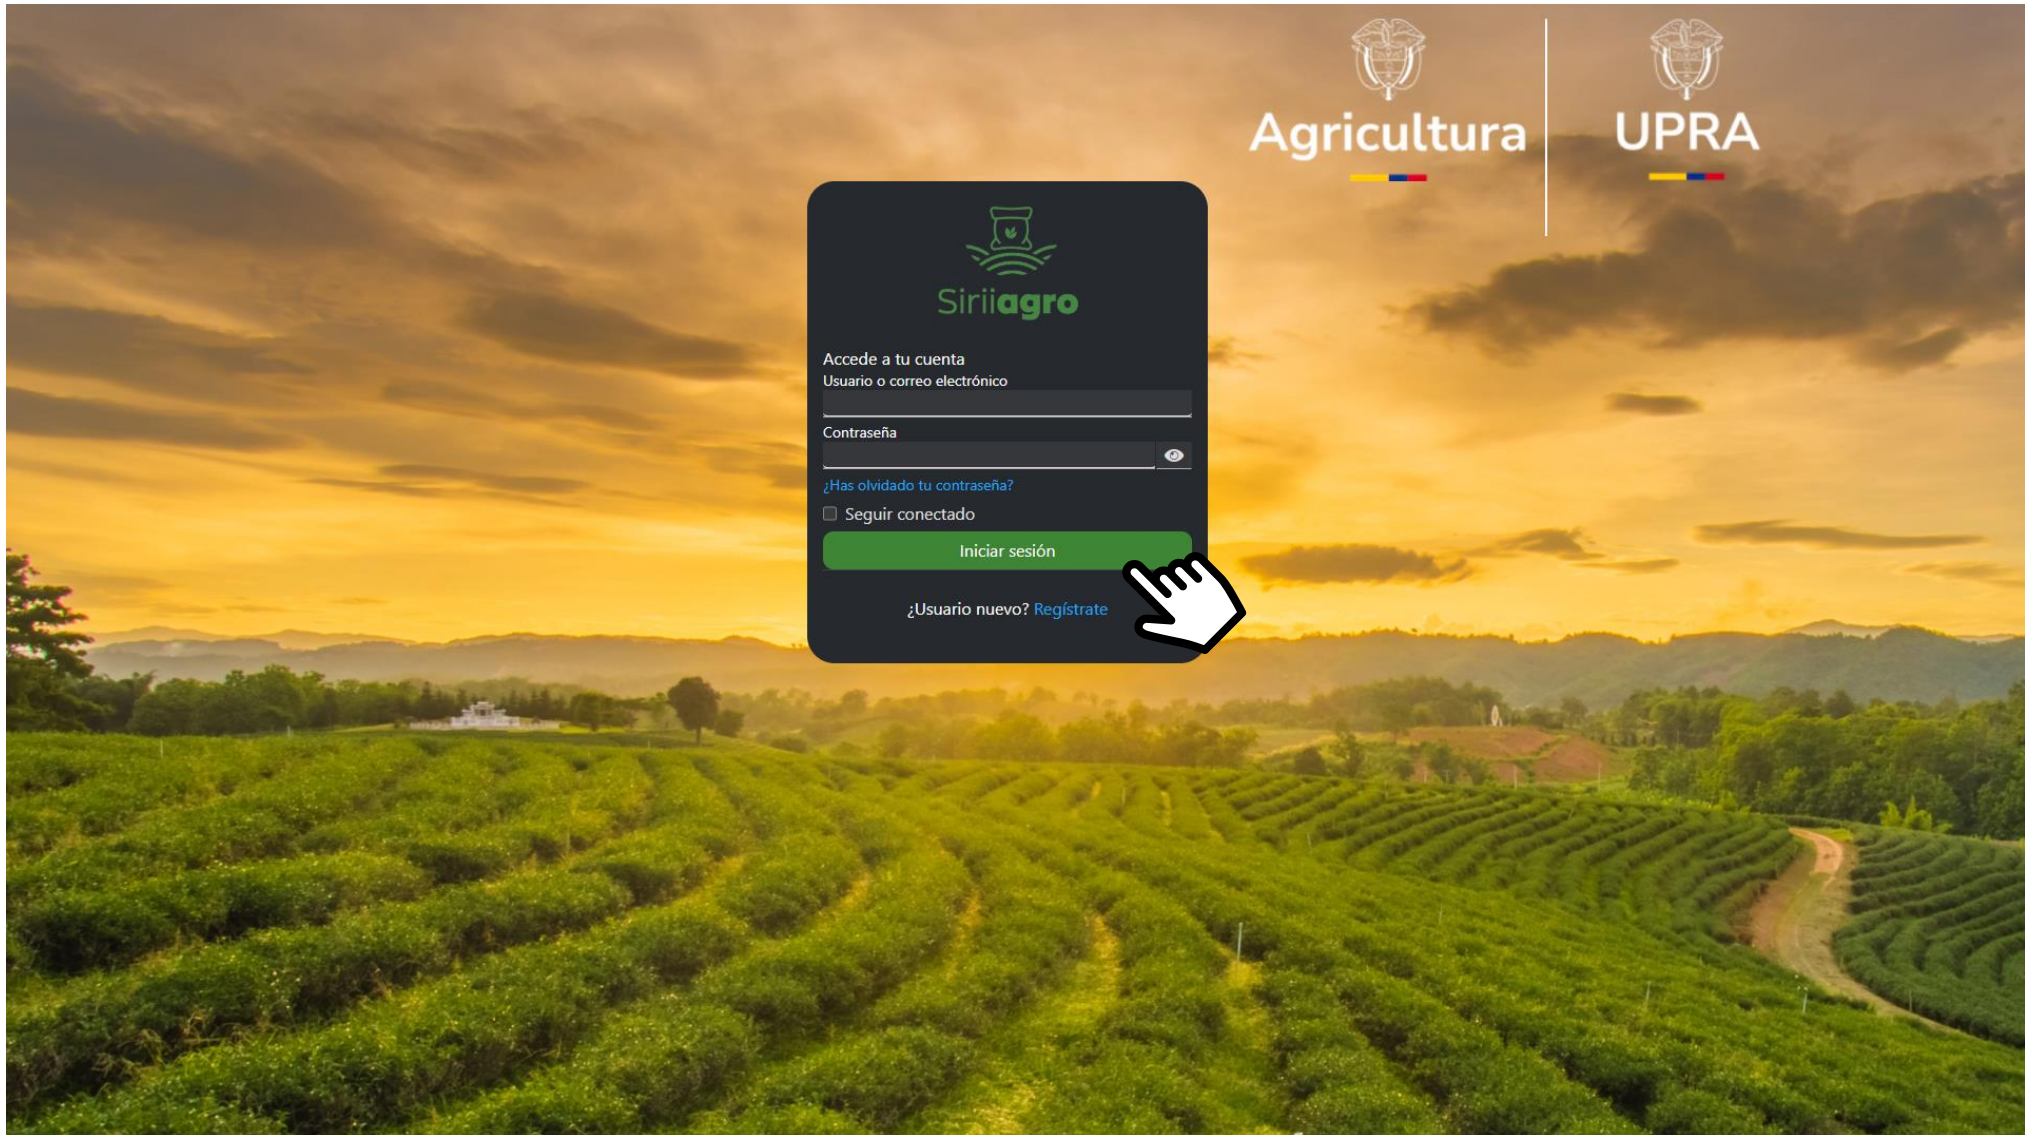 Agricultura
UPRA
Siriiagro
Accede a tu cuenta
Usuario o correo electrónico
Contraseña
¿Has olvidado tu contraseña?
Seguir conectado
Iniciar sesión
¿Usuario nuevo? Regístrate